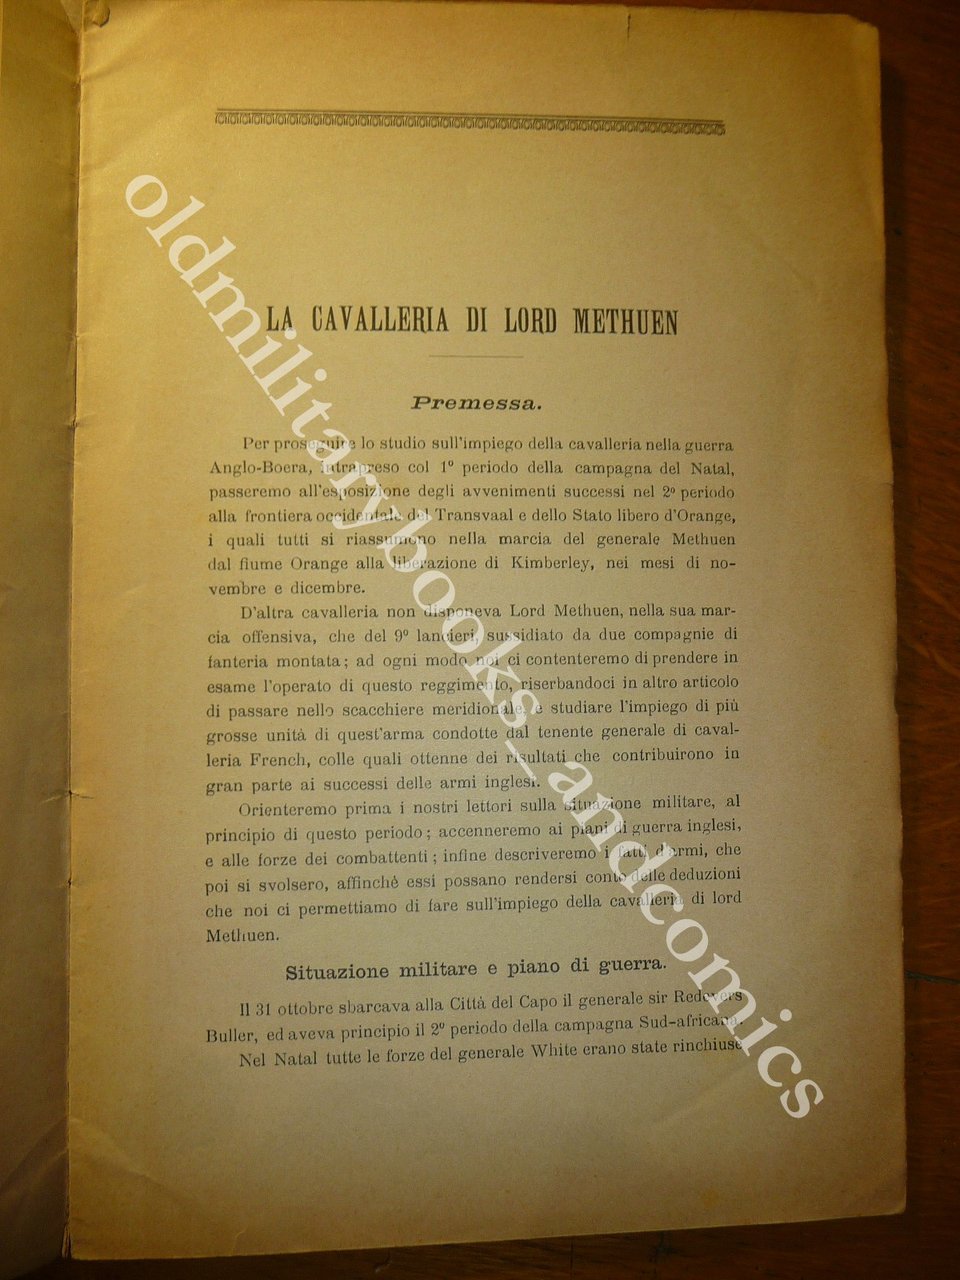 LA CAVALLERIA DI LORD METHUEN
Premessa.
Per proseguire lo studio sull'impiego della cavalleria nella guerra
Anglo-Boera, intrapreso col 1º periodo della campagna del Natal,
passeremo all'esposizione degli avvenimenti successi nel 2º periodo
alla frontiera occidentale del Transvaal e dello Stato libero d'Orange,
i quali tutti si riassumono nella marcia del generale Methuen
dal fiume Orange alla liberazione di Kimberley, nei mesi di no-
vembre e dicembre.
D'altra cavalleria non disponeva Lord Methuen, nella sua mar-
cia offensiva, che del 9º lancieri, sussidiato da due compagnie di
fanteria montata; ad ogni modo noi ci contenteremo di prendere in
esame l'operato di questo reggimento, riserbandoci in altro articolo
di passare nello scacchiere meridionale, e studiare l'impiego di più
grosse unità di quest'arma condotte dal tenente generale di caval-
leria French, colle quali ottenne dei risultati che contribuirono in
gran parte ai successi delle armi inglesi.
Orienteremo prima i nostri lettori sulla situazione militare, al
principio di questo periodo; accenneremo ai piani di guerra inglesi,
e alle forze dei combattenti; infine descriveremo i fatti d'armi, che
poi si svolsero, affinchè essi possano rendersi conto delle deduzioni
che noi ci permettiamo di fare sull'impiego della cavalleria di lord
Methuen.
Situazione militare e piano di guerra.
Il 31 ottobre sbarcava alla Città del Capo il generale sir Redevers
Buller, ed aveva principio il 2º periodo della campagna Sud-africana.
Nel Natal tutte le forze del generale White erano state rinchiuse
oldmilitarybooks_andcomics